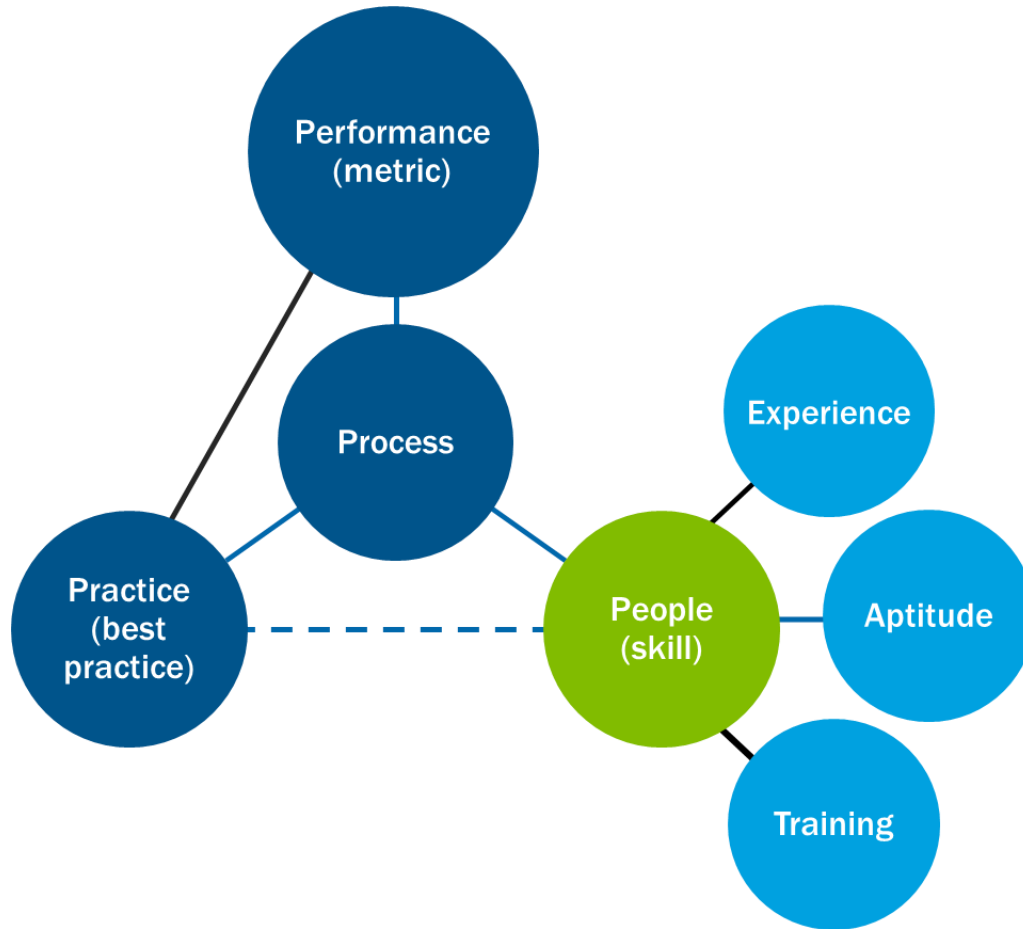 Performance
(metric)
Process
Practice
(best
practice)
People
(skill)
Experience
Aptitude
Training